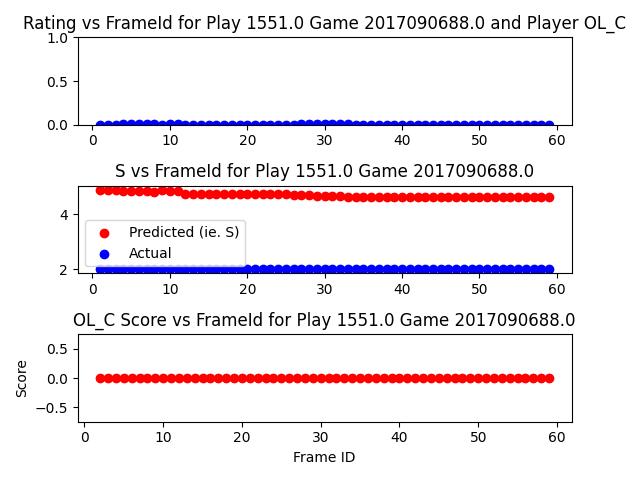 Rating vs FrameId for Play 1551.0 Game 2017090688.0 and Player OL_C
1.0
0.5
0.0
0 10 20 30 40 50 60
S vs FrameId for Play 1551.0 Game 2017090688.0
4
2
Predicted (ie. S)
Actual
0 10 20 30 40 50 60
OL_C Score vs FrameId for Play 1551.0 Game 2017090688.0
Score
0.5
0.0
−0.5
0 10 20 30 40 50 60
Frame ID